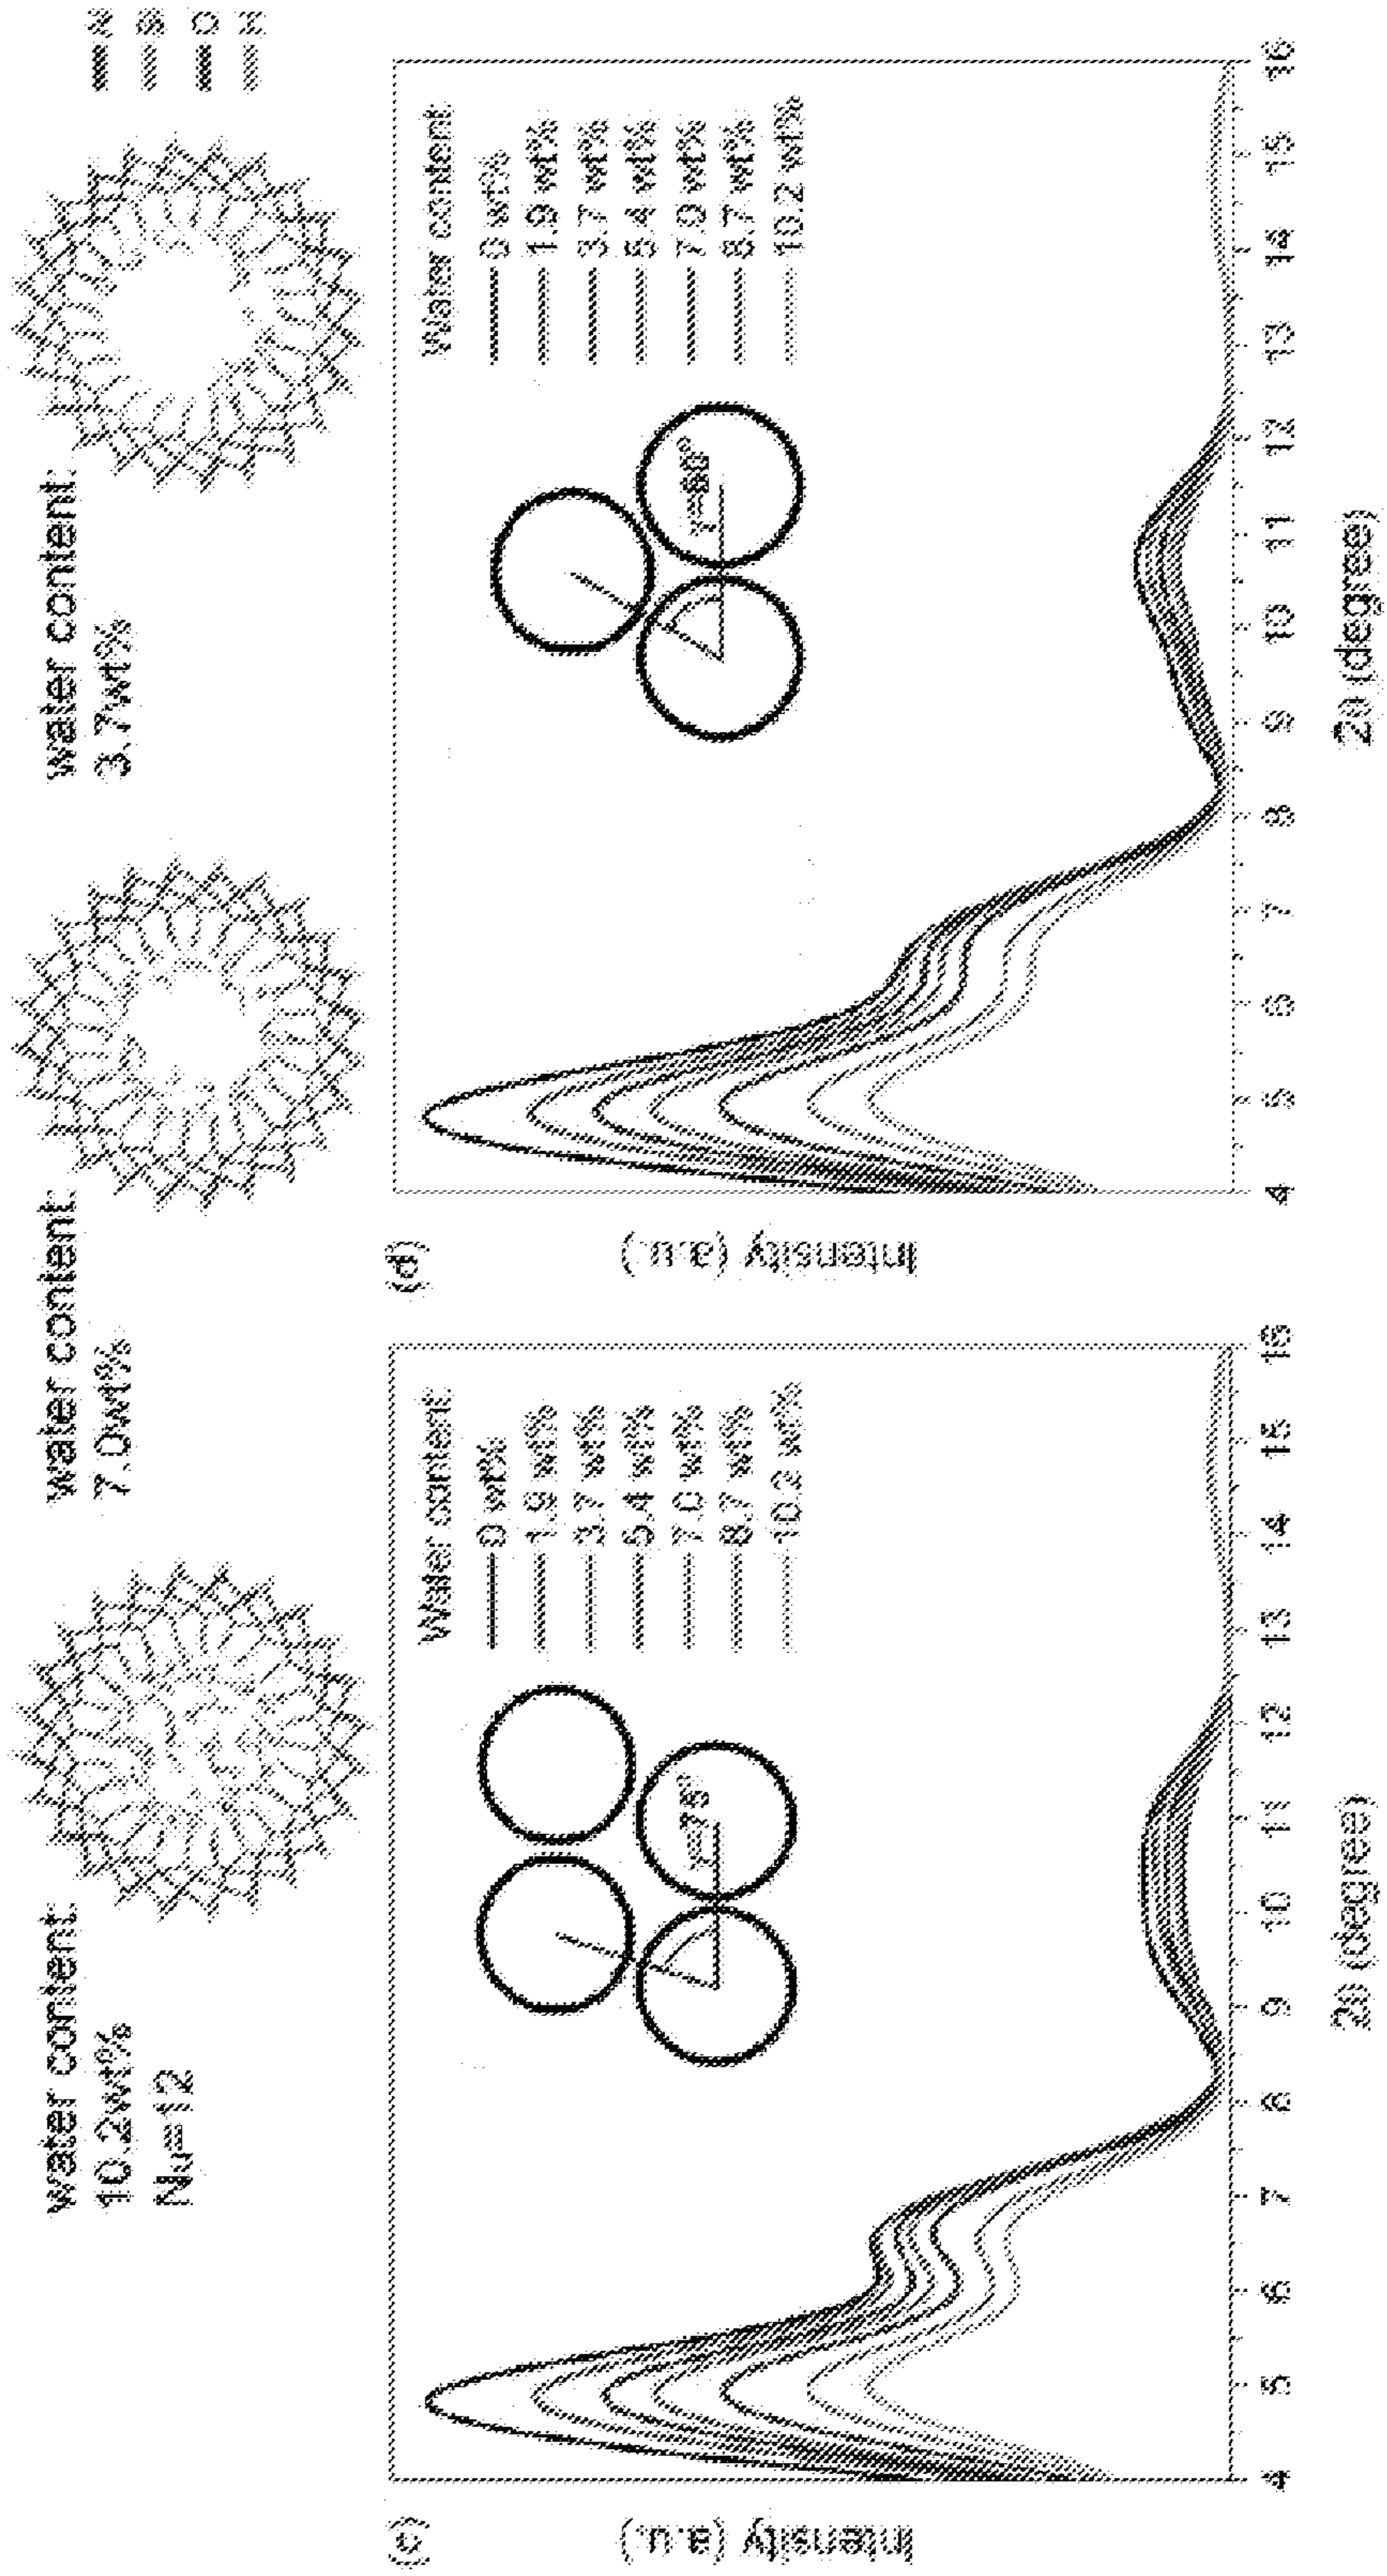 water content:
10.2wt%
Nu=12
water content:
7.0wt%
water content:
3.7wt%
(c)
Intensity (a.u.)
Water content
0 wt%
1.9 wt%
3.7 wt%
5.4 wt%
7.0 wt%
8.7 wt%
10.2 wt%
γ=75°
4 5 6 7 8 9 10 11 12 13 14 15 16
2θ (degree)
(d)
Intensity (a.u.)
Water content
0 wt%
1.9 wt%
3.7 wt%
5.4 wt%
7.0 wt%
8.7 wt%
10.2 wt%
γ=60°
4 5 6 7 8 9 10 11 12 13 14 15 16
2θ (degree)